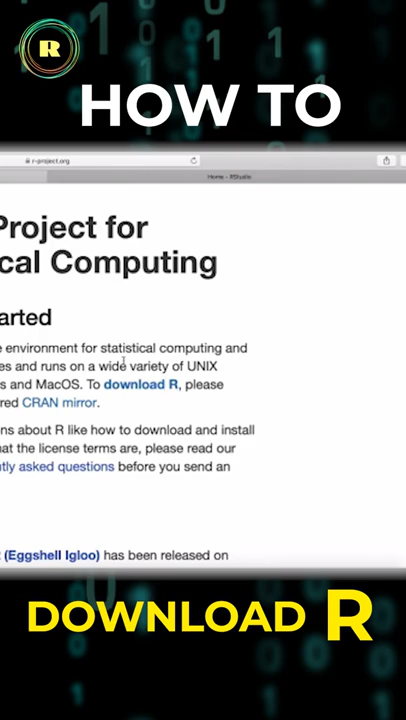 R
HOW TO
r-project.org
Home - RStudio
Project for
cal Computing
arted
e environment for statistical computing and
es and runs on a wide variety of UNIX
s and MacOS. To download R, please
red CRAN mirror.
ns about R like how to download and install
at the license terms are, please read our
tly asked questions before you send an
(Eggshell Igloo) has been released on
DOWNLOAD R